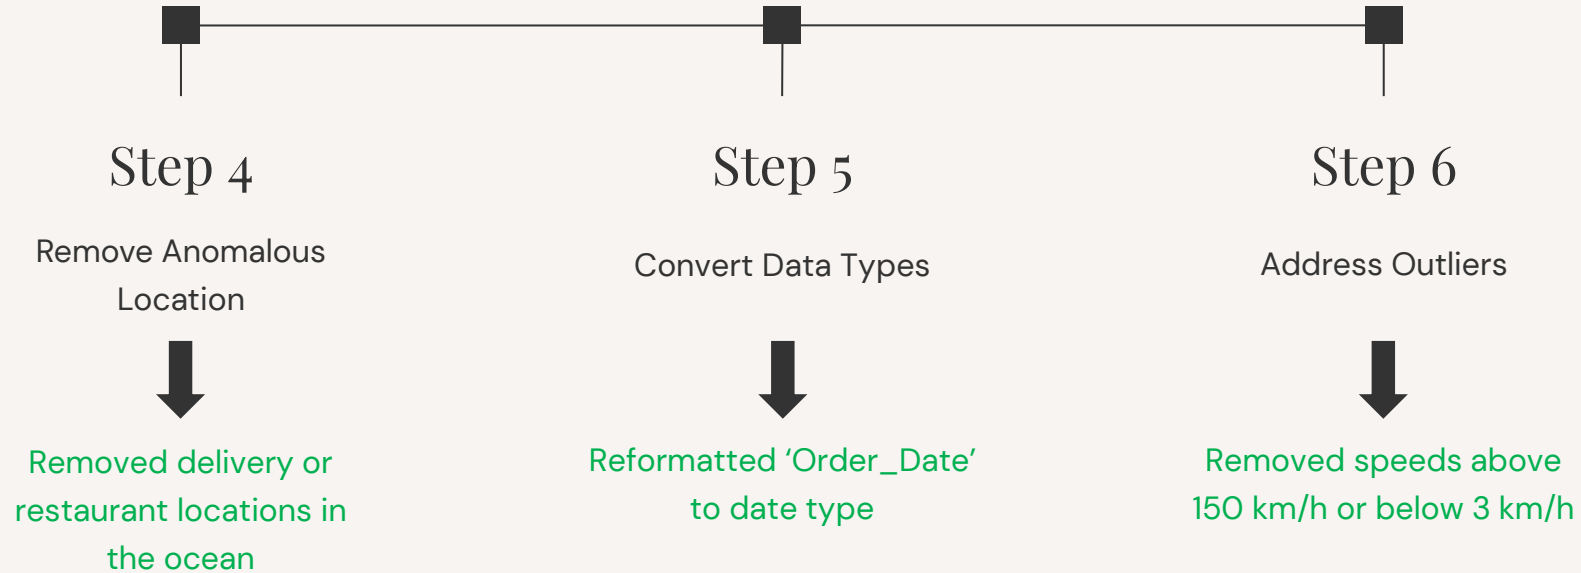 Step 4
Remove Anomalous
Location
Removed delivery or
restaurant locations in
the ocean
Step 5
Convert Data Types
Reformatted ‘Order_Date’
to date type
Step 6
Address Outliers
Removed speeds above
150 km/h or below 3 km/h